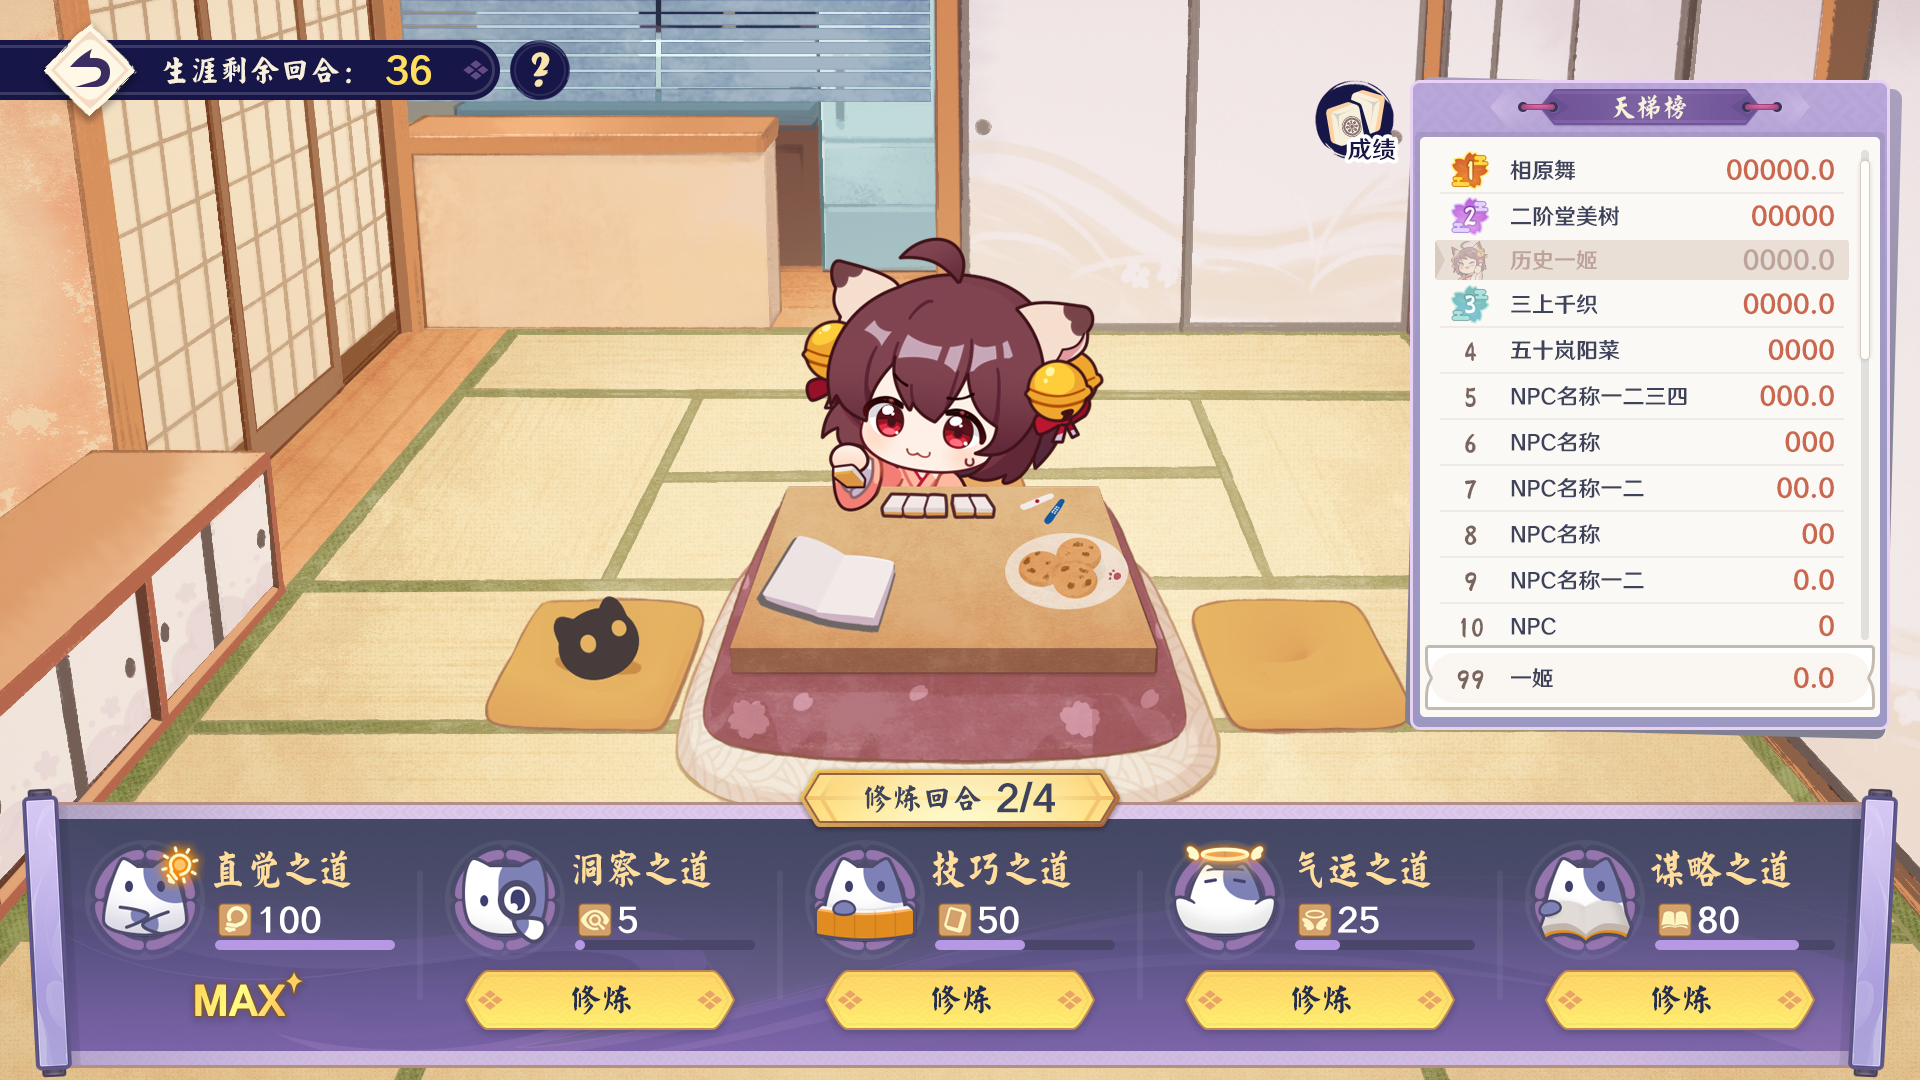 生涯剩余回合： 36
?
成绩
天梯榜
1 相原舞 00000.0
2 二阶堂美树 00000
历史一姬 0000.0
3 三上千织 0000.0
4 五十岚阳菜 0000
5 NPC名称一二三四 000.0
6 NPC名称 000
7 NPC名称一二 00.0
8 NPC名称 00
9 NPC名称一二 0.0
10 NPC 0
99 一姬 0.0
修炼回合 2/4
直觉之道
100
MAX
洞察之道
5
修炼
技巧之道
50
修炼
气运之道
25
修炼
谋略之道
80
修炼